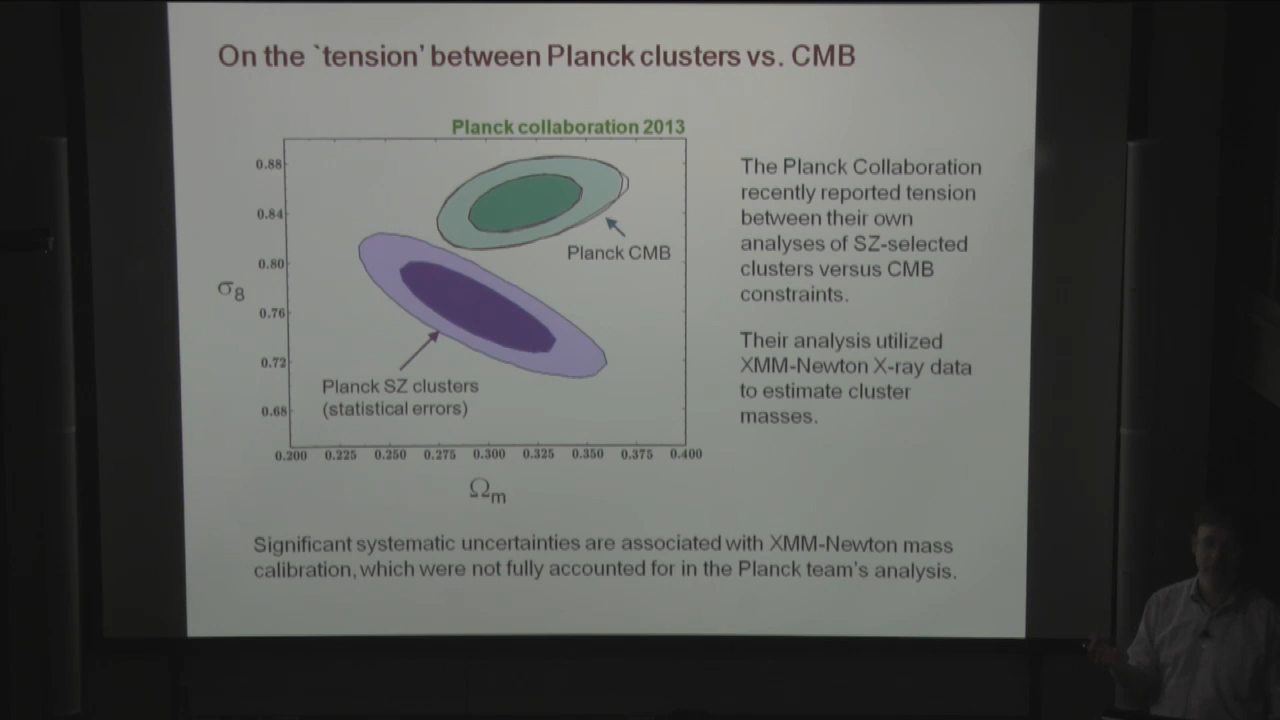 On the `tension' between Planck clusters vs. CMB
Planck collaboration 2013
0.88
0.84
0.80
0.76
0.72
0.68
σ8
Planck CMB
Planck SZ clusters
(statistical errors)
0.200 0.225 0.250 0.275 0.300 0.325 0.350 0.375 0.400
Ωm
The Planck Collaboration
recently reported tension
between their own
analyses of SZ-selected
clusters versus CMB
constraints.
Their analysis utilized
XMM-Newton X-ray data
to estimate cluster
masses.
Significant systematic uncertainties are associated with XMM-Newton mass
calibration, which were not fully accounted for in the Planck team's analysis.